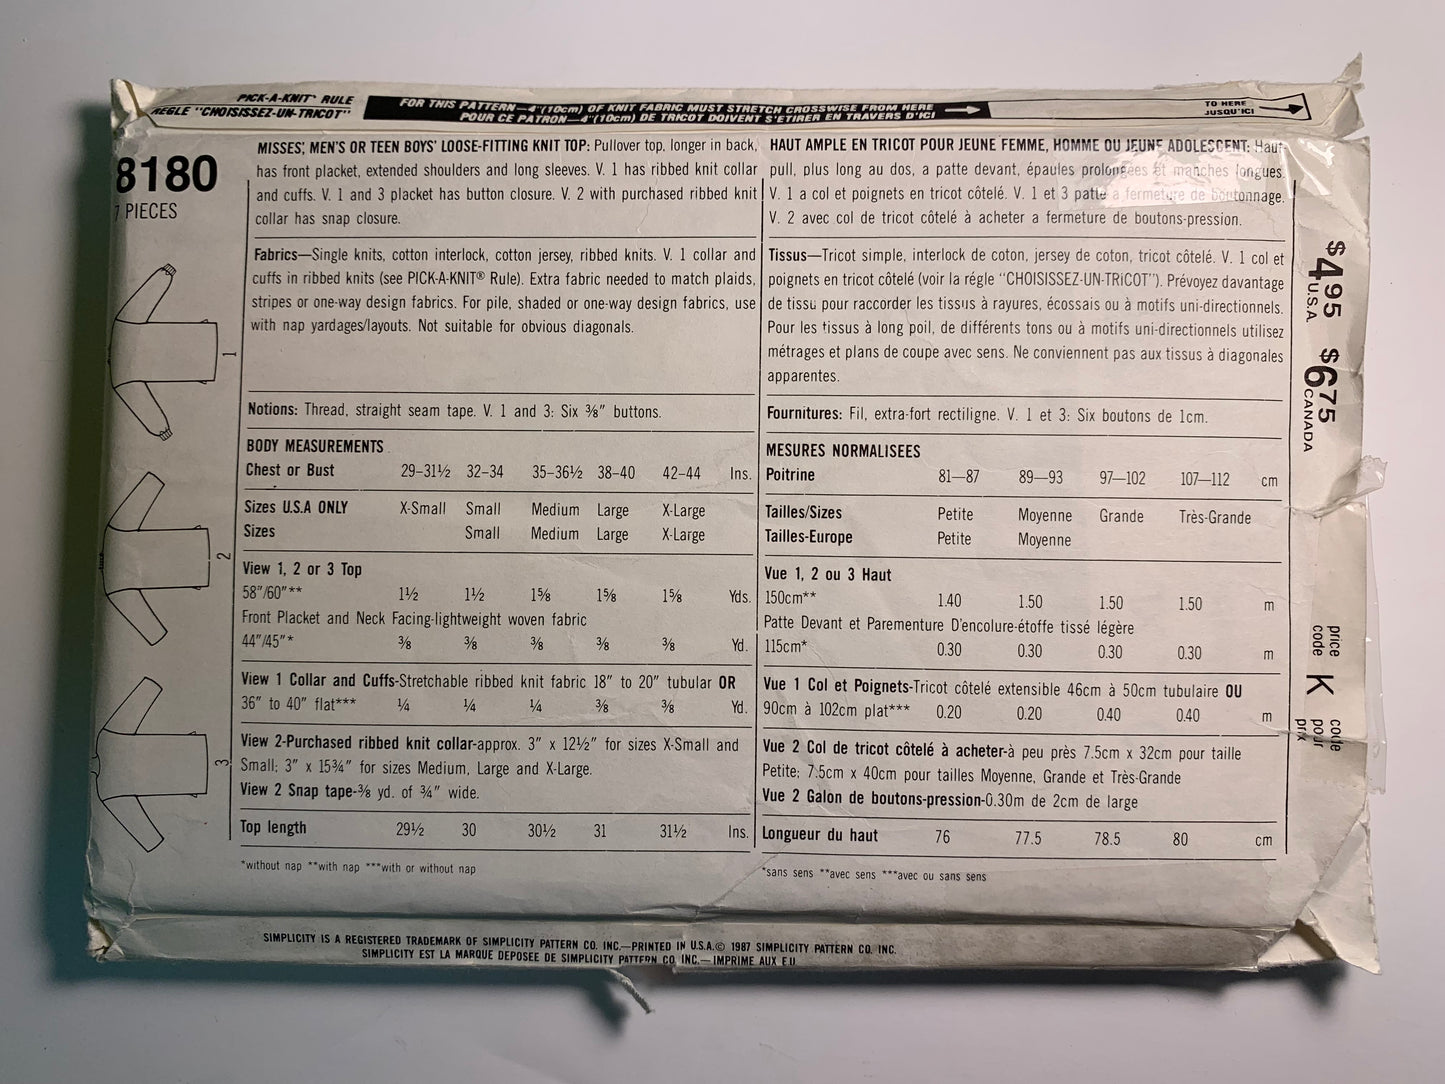 PICK-A-KNIT® RULE
REGLE "CHOISISSEZ-UN-TRICOT"
FOR THIS PATTERN—4"(10cm) OF KNIT FABRIC MUST STRETCH CROSSWISE FROM HERE
POUR CE PATRON—4"(10cm) DE TRICOT DOIVENT S'ETIRER EN TRAVERS D'ICI
TO HERE
JUSQU'ICI
8180
7 PIECES
1
2
3
MISSES', MEN'S OR TEEN BOYS' LOOSE-FITTING KNIT TOP: Pullover top, longer in back,
has front placket, extended shoulders and long sleeves. V. 1 has ribbed knit collar
and cuffs. V. 1 and 3 placket has button closure. V. 2 with purchased ribbed knit
collar has snap closure.
Fabrics—Single knits, cotton interlock, cotton jersey, ribbed knits. V. 1 collar and
cuffs in ribbed knits (see PICK-A-KNIT® Rule). Extra fabric needed to match plaids,
stripes or one-way design fabrics. For pile, shaded or one-way design fabrics, use
with nap yardages/layouts. Not suitable for obvious diagonals.
Notions: Thread, straight seam tape. V. 1 and 3: Six ⅜" buttons.
BODY MEASUREMENTS
Chest or Bust 29–31½ 32–34 35–36½ 38–40 42–44 Ins.
Sizes U.S.A ONLY X-Small Small Medium Large X-Large
Sizes Small Medium Large X-Large
View 1, 2 or 3 Top
58"/60"** 1½ 1½ 1⅝ 1⅝ 1⅝ Yds.
Front Placket and Neck Facing-lightweight woven fabric
44"/45"* ⅜ ⅜ ⅜ ⅜ ⅜ Yd.
View 1 Collar and Cuffs-Stretchable ribbed knit fabric 18" to 20" tubular OR
36" to 40" flat*** ¼ ¼ ¼ ⅜ ⅜ Yd.
View 2-Purchased ribbed knit collar-approx. 3" x 12½" for sizes X-Small and
Small; 3" x 15¾" for sizes Medium, Large and X-Large.
View 2 Snap tape-⅜ yd. of ¾" wide.
Top length 29½ 30 30½ 31 31½ Ins.
*without nap **with nap ***with or without nap
HAUT AMPLE EN TRICOT POUR JEUNE FEMME, HOMME OU JEUNE ADOLESCENT: Haut-
pull, plus long au dos, a patte devant, épaules prolongées et manches longues.
V. 1 a col et poignets en tricot côtelé. V. 1 et 3 patte a fermeture de boutonnage.
V. 2 avec col de tricot côtelé à acheter a fermeture de boutons-pression.
Tissus—Tricot simple, interlock de coton, jersey de coton, tricot côtelé. V. 1 col et
poignets en tricot côtelé (voir la régle "CHOISISSEZ-UN-TRICOT"). Prévoyez davantage
de tissu pour raccorder les tissus à rayures, écossais ou à motifs uni-directionnels.
Pour les tissus à long poil, de différents tons ou à motifs uni-directionnels utilisez
métrages et plans de coupe avec sens. Ne conviennent pas aux tissus à diagonales
apparentes.
Fournitures: Fil, extra-fort rectiligne. V. 1 et 3: Six boutons de 1cm.
MESURES NORMALISEES
Poitrine 81—87 89—93 97—102 107—112 cm
Tailles/Sizes Petite Moyenne Grande Très-Grande
Tailles-Europe Petite Moyenne
Vue 1, 2 ou 3 Haut
150cm** 1.40 1.50 1.50 1.50 m
Patte Devant et Parementure D'encolure-étoffe tissé légère
115cm* 0.30 0.30 0.30 0.30 m
Vue 1 Col et Poignets-Tricot côtelé extensible 46cm à 50cm tubulaire OU
90cm à 102cm plat*** 0.20 0.20 0.40 0.40 m
Vue 2 Col de tricot côtelé à acheter-à peu près 7.5cm x 32cm pour taille
Petite; 7.5cm x 40cm pour tailles Moyenne, Grande et Très-Grande
Vue 2 Galon de boutons-pression-0.30m de 2cm de large
Longueur du haut 76 77.5 78.5 80 cm
*sans sens **avec sens ***avec ou sans sens
$4.95 U.S.A.
$6.75 CANADA
price code
K
code pour prix
SIMPLICITY IS A REGISTERED TRADEMARK OF SIMPLICITY PATTERN CO. INC.—PRINTED IN U.S.A.© 1987 SIMPLICITY PATTERN CO. INC.
SIMPLICITY EST LA MARQUE DEPOSEE DE SIMPLICITY PATTERN CO. INC.—IMPRIME AUX E.U.